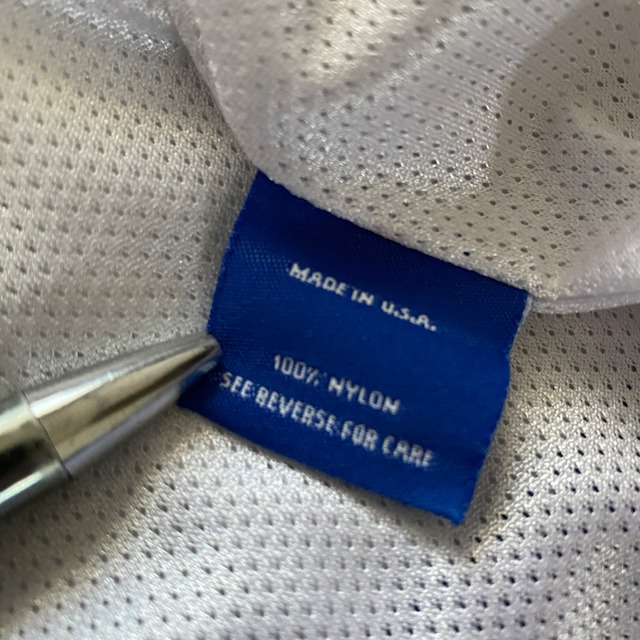 MADE IN U.S.A.
100% NYLON
SEE REVERSE FOR CARE